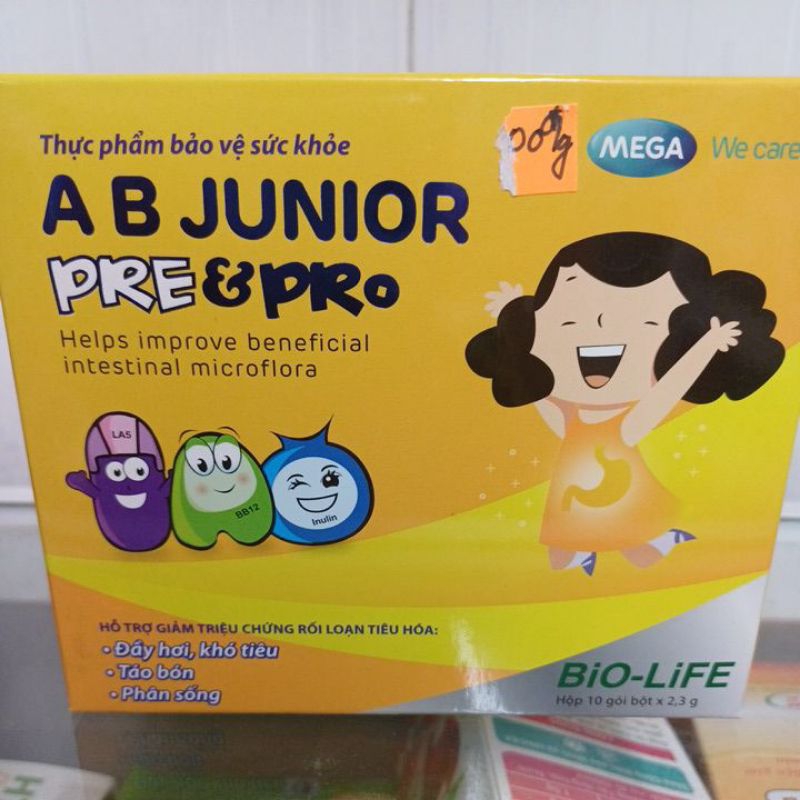 Thực phẩm bảo vệ sức khỏe
MEGA We care
A B JUNIOR
PRE&PRO
Helps improve beneficial
intestinal microflora
LA5
BB12
Inulin
HỖ TRỢ GIẢM TRIỆU CHỨNG RỐI LOẠN TIÊU HÓA:
• Đầy hơi, khó tiêu
• Táo bón
• Phân sống
BiO-LiFE
Hộp 10 gói bột x 2,3 g